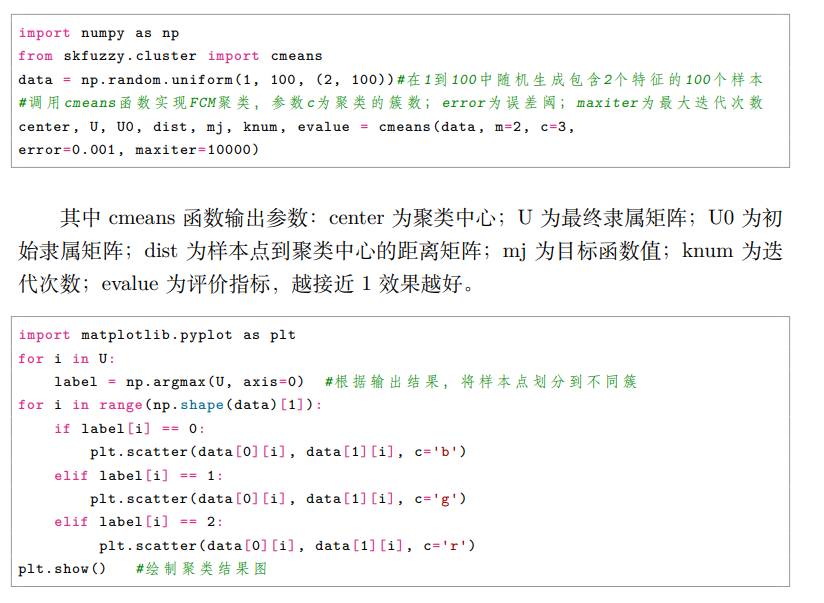 import numpy as np
from skfuzzy.cluster import cmeans
data = np.random.uniform(1, 100, (2, 100))#在1到100中随机生成包含2个特征的100个样本
#调用cmeans函数实现FCM聚类，参数c为聚类的簇数；error为误差阈；maxiter为最大迭代次数
center, U, U0, dist, mj, knum, evalue = cmeans(data, m=2, c=3,
error=0.001, maxiter=10000)
其中 cmeans 函数输出参数：center 为聚类中心；U 为最终隶属矩阵；U0 为初
始隶属矩阵；dist 为样本点到聚类中心的距离矩阵；mj 为目标函数值；knum 为迭
代次数；evalue 为评价指标，越接近 1 效果越好。
import matplotlib.pyplot as plt
for i in U:
    label = np.argmax(U, axis=0)  #根据输出结果，将样本点划分到不同簇
for i in range(np.shape(data)[1]):
    if label[i] == 0:
        plt.scatter(data[0][i], data[1][i], c='b')
    elif label[i] == 1:
        plt.scatter(data[0][i], data[1][i], c='g')
    elif label[i] == 2:
         plt.scatter(data[0][i], data[1][i], c='r')
plt.show()   #绘制聚类结果图